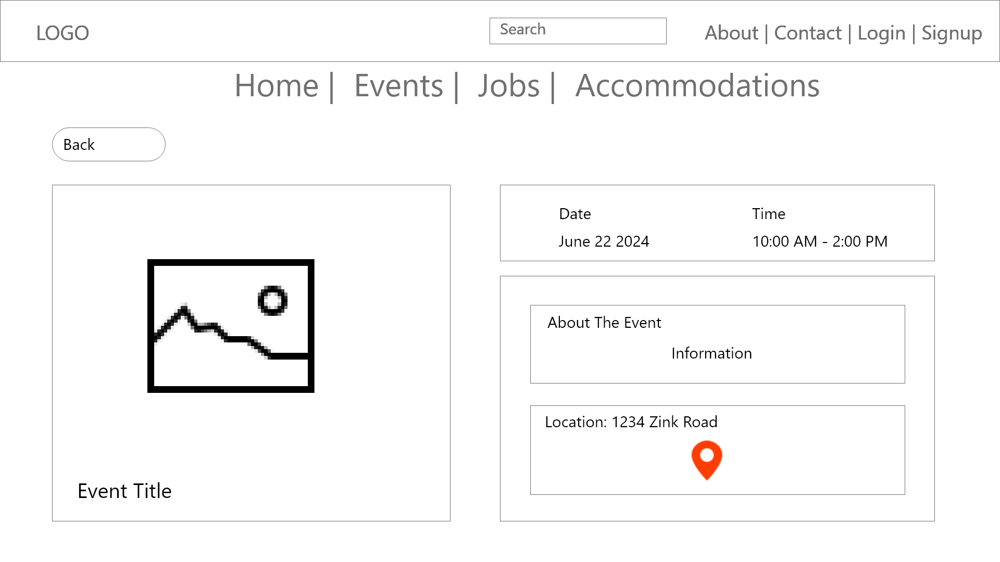 LOGO
Search
About | Contact | Login | Signup
Home | Events | Jobs | Accommodations
Back
Event Title
Date
Time
June 22 2024
10:00 AM - 2:00 PM
About The Event
Information
Location: 1234 Zink Road